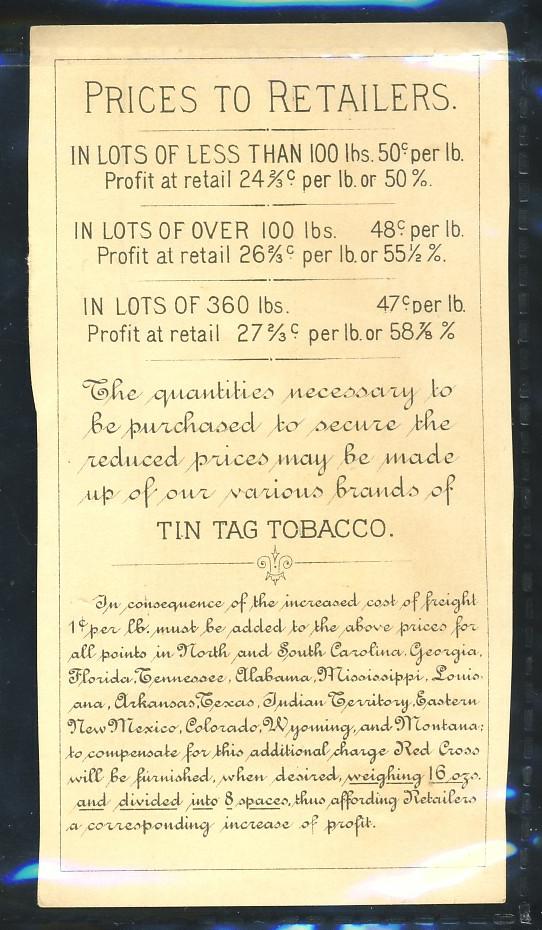 PRICES TO RETAILERS.
IN LOTS OF LESS THAN 100 lbs. 50c per lb.
Profit at retail 24⅔c per lb. or 50%.
IN LOTS OF OVER 100 lbs. 48c per lb.
Profit at retail 26⅔c per lb. or 55½%.
IN LOTS OF 360 lbs. 47c per lb.
Profit at retail 27⅔c per lb. or 58⅞%
The quantities necessary to
be purchased to secure the
reduced prices may be made
up of our various brands of
TIN TAG TOBACCO.
In consequence of the increased cost of freight
1¢ per lb. must be added to the above prices for
all points in North and South Carolina, Georgia,
Florida, Tennessee, Alabama, Mississippi, Louis-
ana, Arkansas, Texas, Indian Territory, Eastern
New Mexico, Colorado, Wyoming, and Montana;
to compensate for this additional charge Red Cross
will be furnished, when desired, weighing 16 ozs.
and divided into 8 spaces, thus affording Retailers
a corresponding increase of profit.